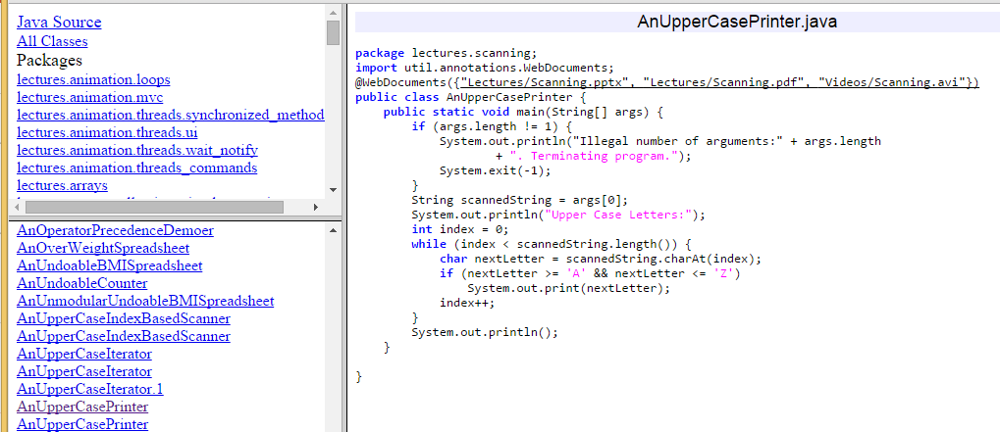 Java Source
All Classes
Packages
lectures.animation.loops
lectures.animation.mvc
lectures.animation.threads.synchronized_method
lectures.animation.threads.ui
lectures.animation.threads.wait_notify
lectures.animation.threads_commands
lectures.arrays
AnOperatorPrecedenceDemoer
AnOverWeightSpreadsheet
AnUndoableBMISpreadsheet
AnUndoableCounter
AnUnmodularUndoableBMISpreadsheet
AnUpperCaseIndexBasedScanner
AnUpperCaseIndexBasedScanner
AnUpperCaseIterator
AnUpperCaseIterator
AnUpperCaseIterator.1
AnUpperCasePrinter
AnUpperCasePrinter
AnUpperCasePrinter.java
package lectures.scanning;
import util.annotations.WebDocuments;
@WebDocuments({"Lectures/Scanning.pptx", "Lectures/Scanning.pdf", "Videos/Scanning.avi"})
public class AnUpperCasePrinter {
    public static void main(String[] args) {
        if (args.length != 1) {
            System.out.println("Illegal number of arguments:" + args.length
                    + ". Terminating program.");
            System.exit(-1);
        }
        String scannedString = args[0];
        System.out.println("Upper Case Letters:");
        int index = 0;
        while (index < scannedString.length()) {
            char nextLetter = scannedString.charAt(index);
            if (nextLetter >= 'A' && nextLetter <= 'Z')
                System.out.print(nextLetter);
            index++;
        }
        System.out.println();
    }
}